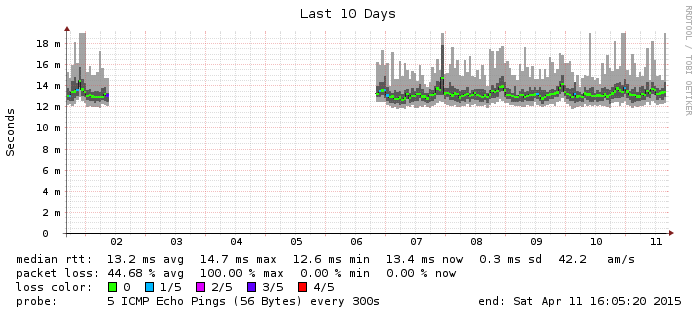 Last 10 Days
RRDTOOL / TOBI OETIKER
Seconds
18 m
16 m
14 m
12 m
10 m
8 m
6 m
4 m
2 m
0
02 03 04 05 06 07 08 09 10 11
median rtt: 13.2 ms avg 14.7 ms max 12.6 ms min 13.4 ms now 0.3 ms sd 42.2 am/s
packet loss: 44.68 % avg 100.00 % max 0.00 % min 0.00 % now
loss color: 0 1/5 2/5 3/5 4/5
probe: 5 ICMP Echo Pings (56 Bytes) every 300s end: Sat Apr 11 16:05:20 2015